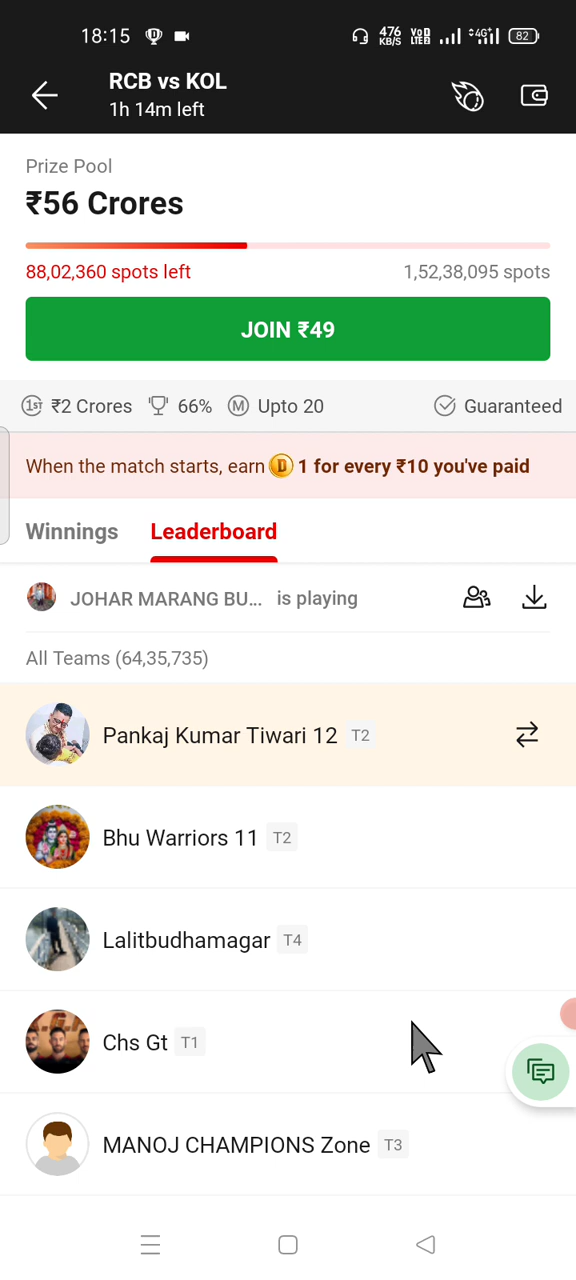 18:15 476 KB/S VoD LTE 4G 82
RCB vs KOL
1h 14m left
Prize Pool
₹56 Crores
88,02,360 spots left 1,52,38,095 spots
JOIN ₹49
1ST ₹2 Crores 66% M Upto 20 Guaranteed
When the match starts, earn D 1 for every ₹10 you've paid
Winnings Leaderboard
JOHAR MARANG BU... is playing
All Teams (64,35,735)
Pankaj Kumar Tiwari 12 T2
Bhu Warriors 11 T2
Lalitbudhamagar T4
Chs Gt T1
MANOJ CHAMPIONS Zone T3